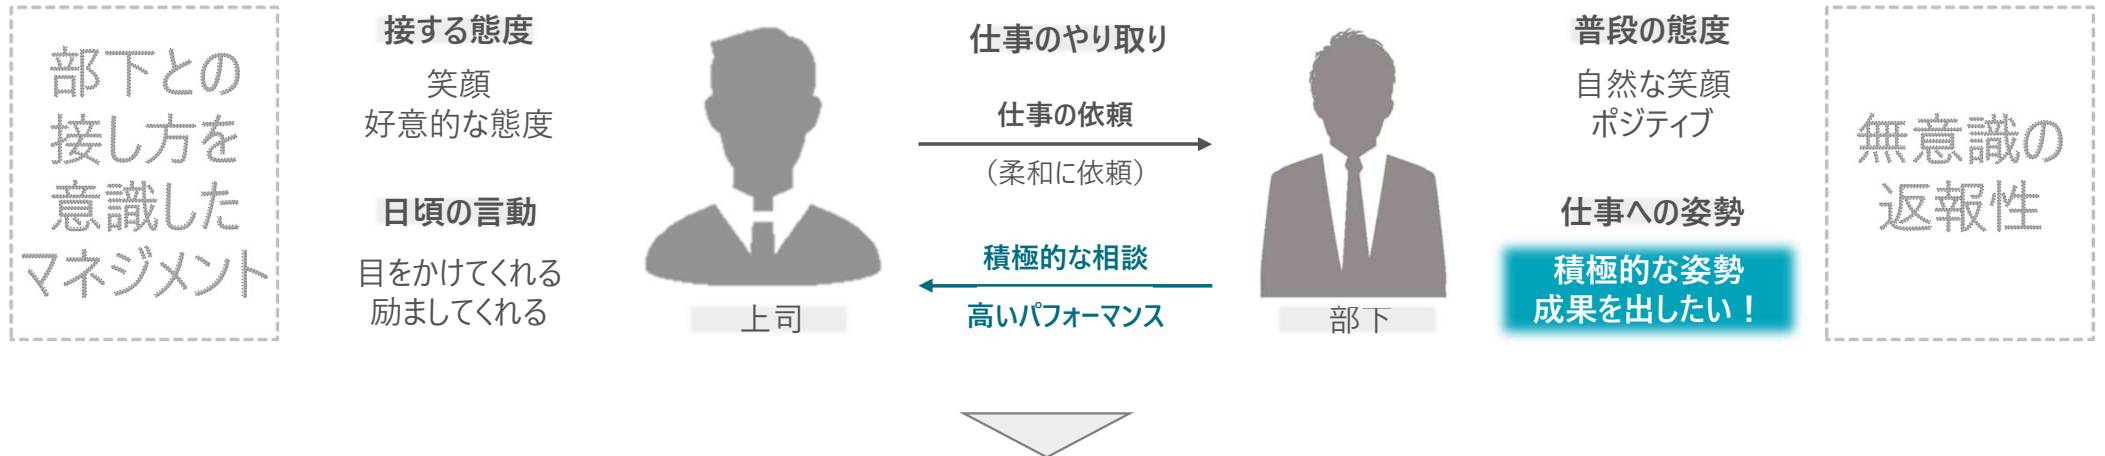 部下との
接し方を
意識した
マネジメント
接する態度
笑顔
好意的な態度
日頃の言動
目をかけてくれる
励ましてくれる
上司
仕事のやり取り
仕事の依頼
（柔和に依頼）
積極的な相談
高いパフォーマンス
部下
普段の態度
自然な笑顔
ポジティブ
仕事への姿勢
積極的な姿勢
成果を出したい！
無意識の
返報性